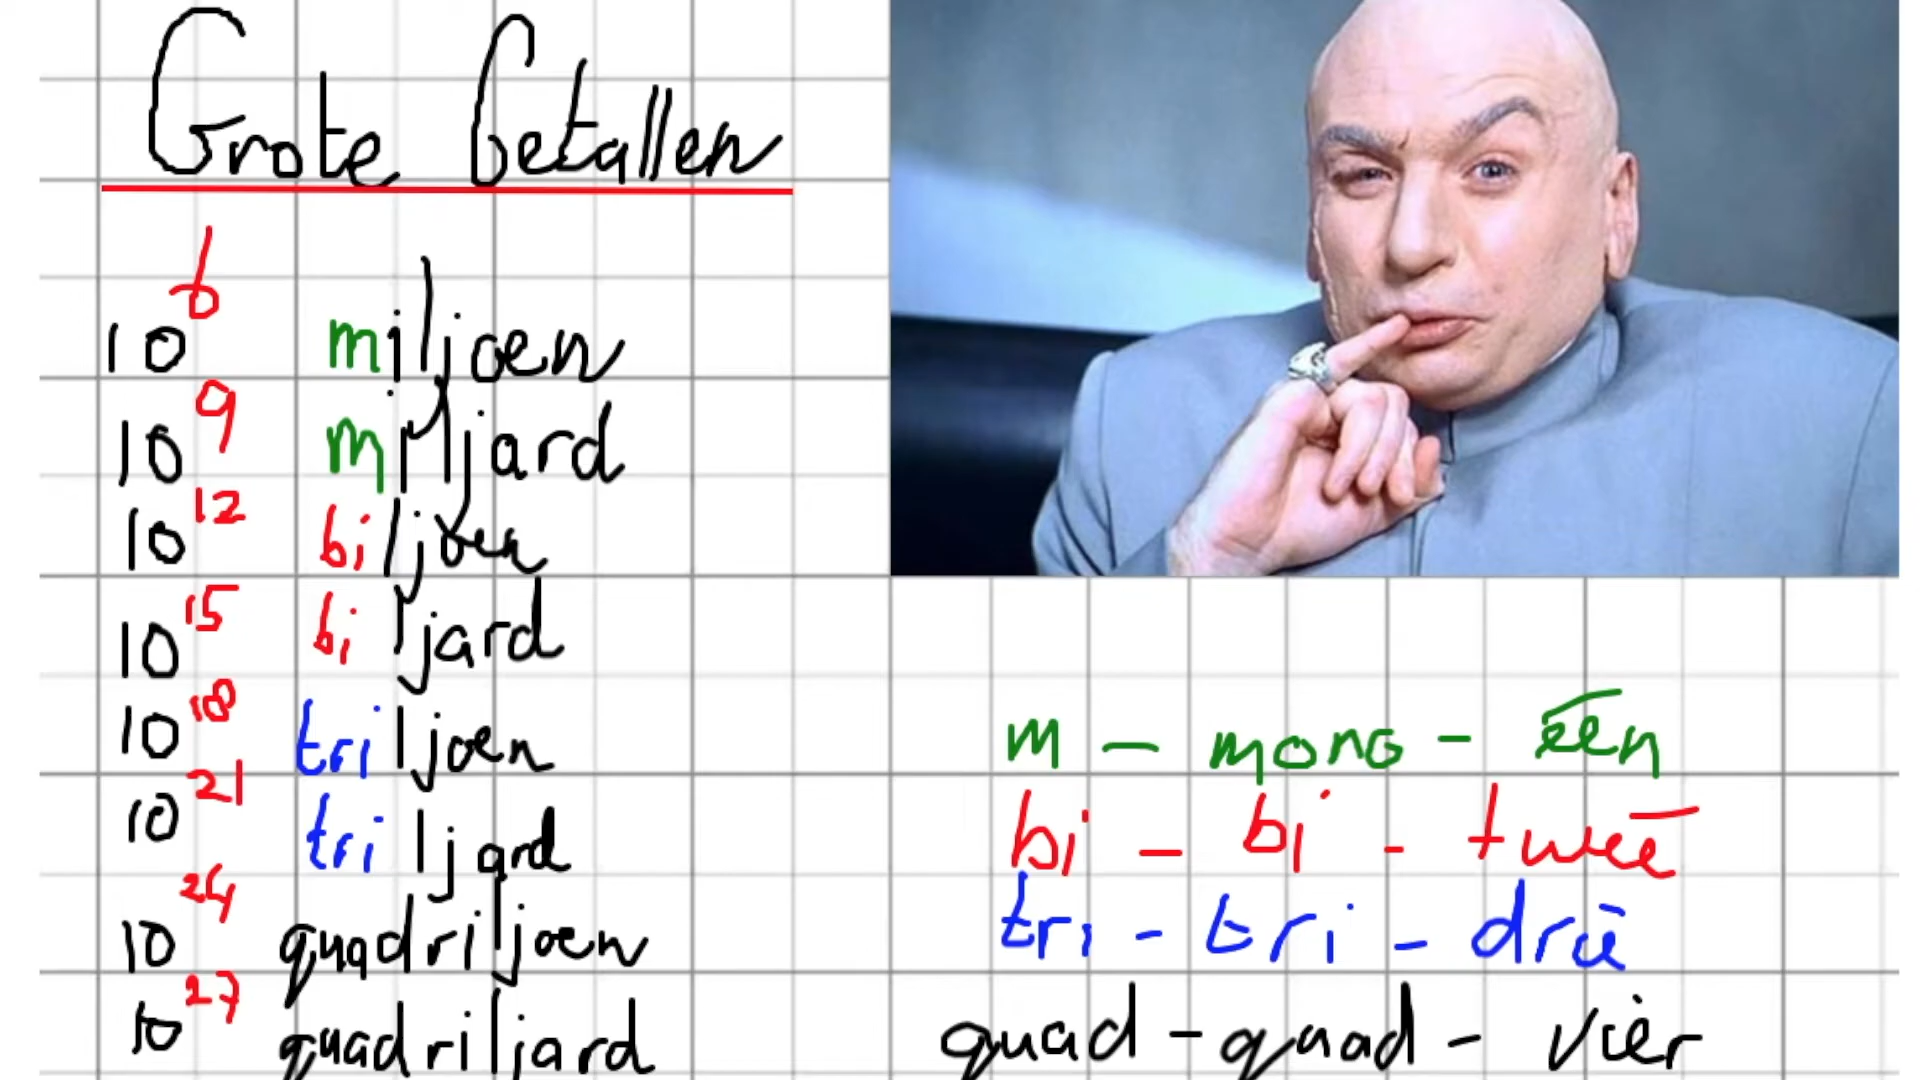 Grote Getallen
10^6 miljoen
10^9 miljard
10^12 biljoen
10^15 biljard
10^18 triljoen
10^21 triljard
10^24 quadriljoen
10^27 quadriljard
m – mono – één
bi – bi – twee
tri – tri – drie
quad – quad – vier